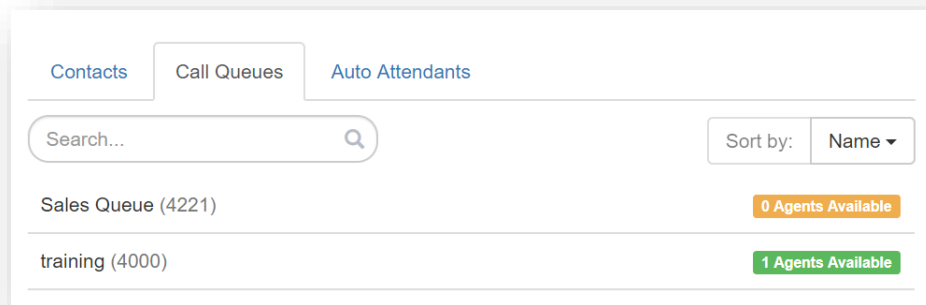 Contacts Call Queues Auto Attendants
Search... Sort by: Name
Sales Queue (4221) 0 Agents Available
training (4000) 1 Agents Available